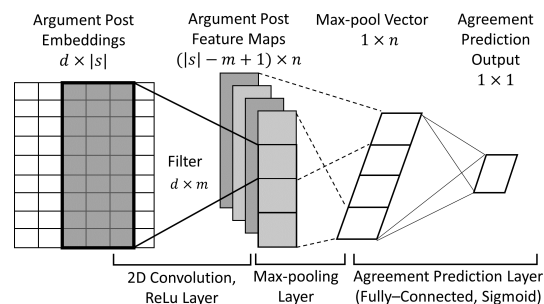 Argument Post
Embeddings
d × |s|
Argument Post
Feature Maps
(|s| − m + 1) × n
Max-pool Vector
1 × n
Agreement
Prediction
Output
1 × 1
Filter
d × m
2D Convolution,
ReLu Layer
Max-pooling
Layer
Agreement Prediction Layer
(Fully–Connected, Sigmoid)